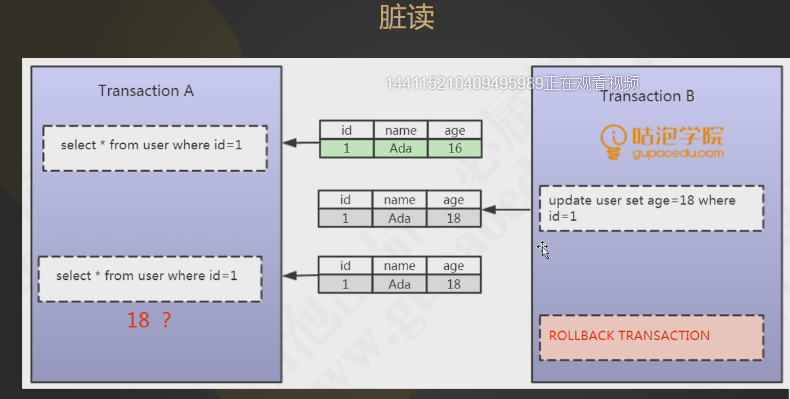 脏读
144115210409495989正在观看视频
Transaction A
Transaction B
咕泡学院
gupaoedu.com
select * from user where id=1
id name age
1 Ada 16
update user set age=18 where
id=1
id name age
1 Ada 18
select * from user where id=1
id name age
1 Ada 18
18 ?
ROLLBACK TRANSACTION